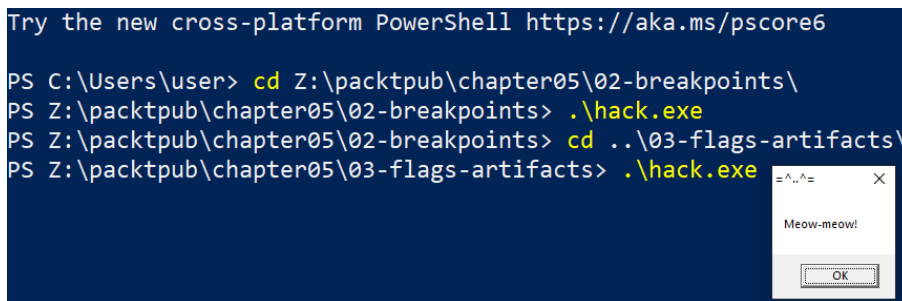 Try the new cross-platform PowerShell https://aka.ms/pscore6
PS C:\Users\user> cd Z:\packtpub\chapter05\02-breakpoints\
PS Z:\packtpub\chapter05\02-breakpoints> .\hack.exe
PS Z:\packtpub\chapter05\02-breakpoints> cd ..\03-flags-artifacts\
PS Z:\packtpub\chapter05\03-flags-artifacts> .\hack.exe
=^..^=
Meow-meow!
OK